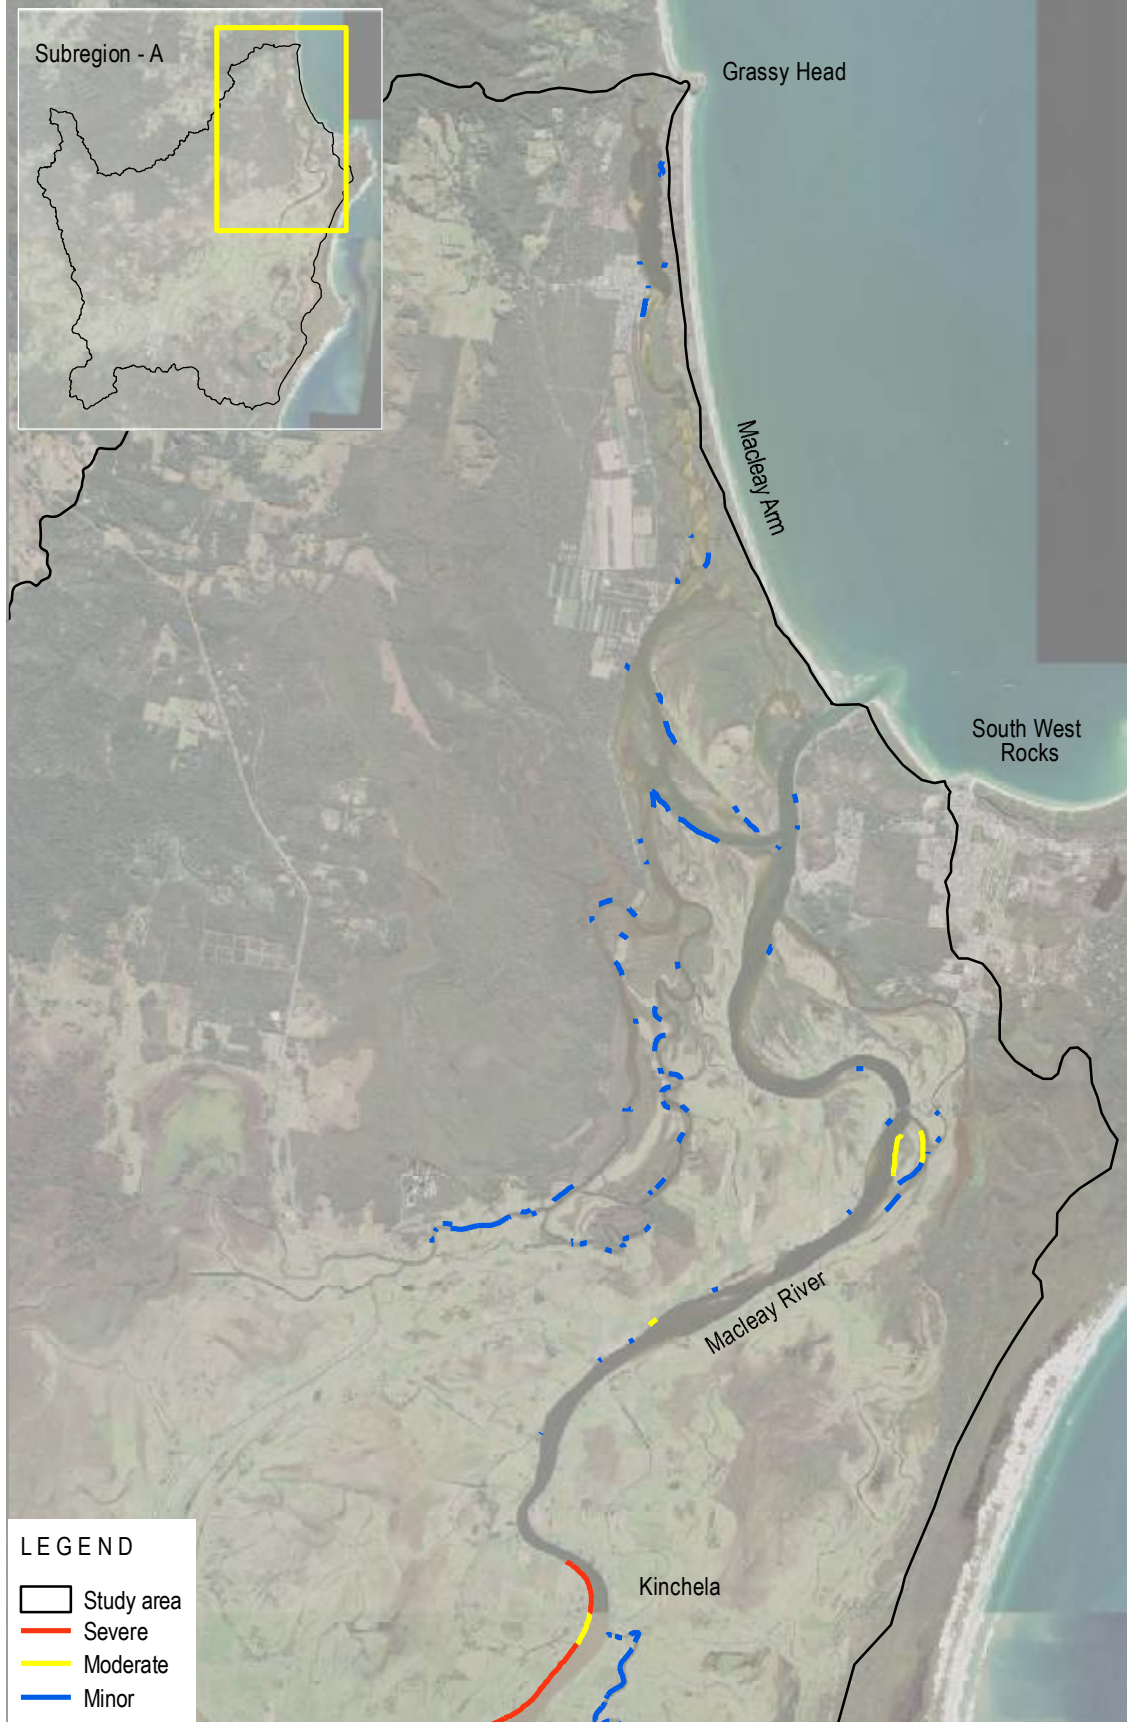 Subregion - A
Grassy Head
Macleay Arm
South West
Rocks
Macleay River
Kinchela
LEGEND
Study area
Severe
Moderate
Minor